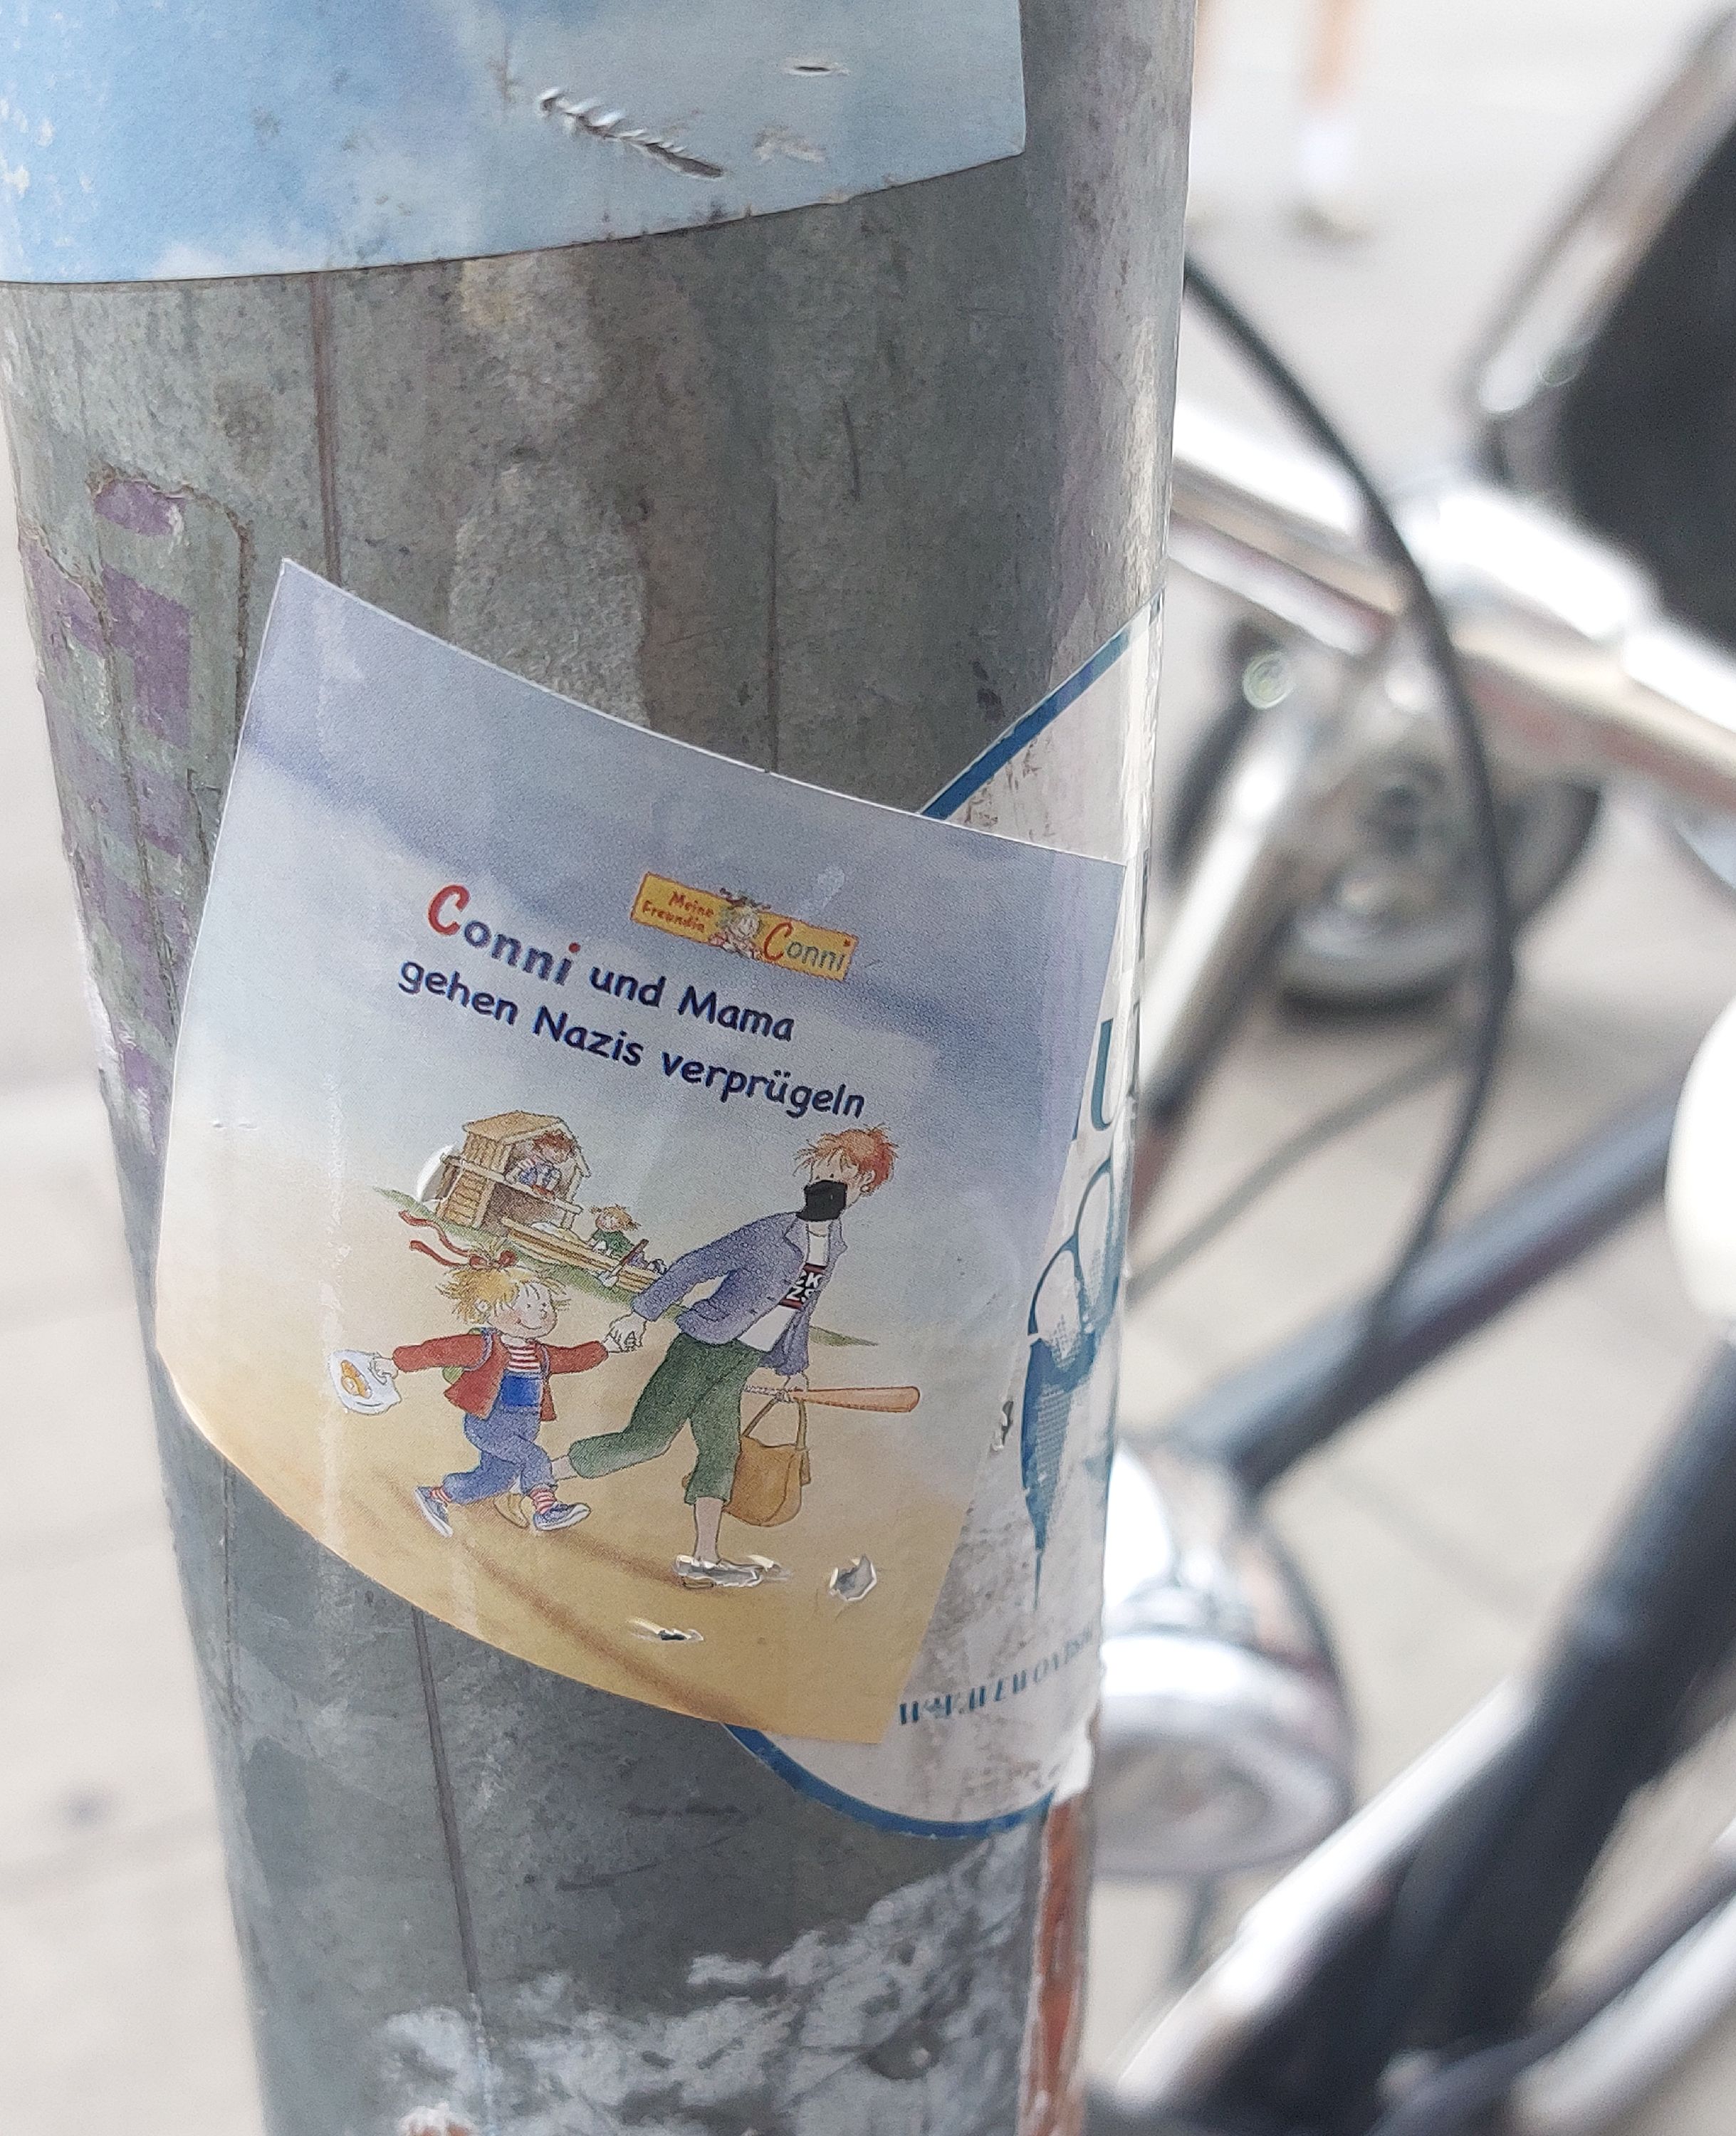 Meine
Freundin
Conni
Conni und Mama
gehen Nazis verprügeln